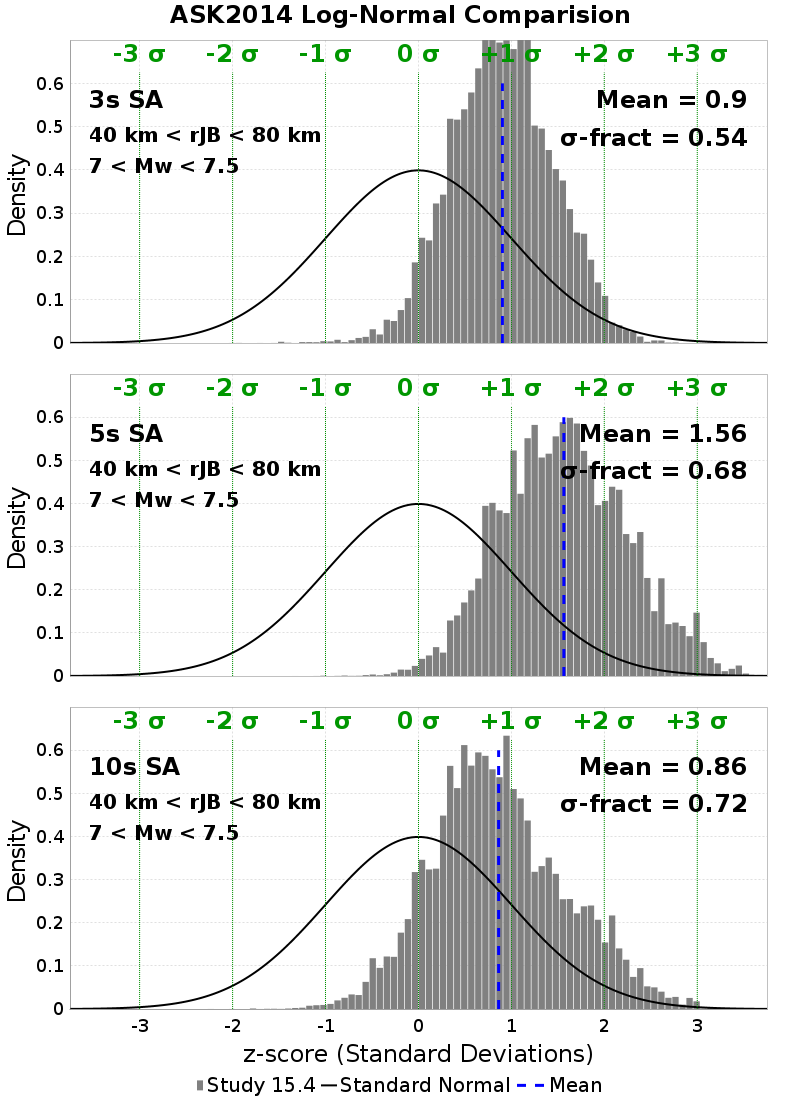 ASK2014 Log-Normal Comparision
-3 σ -2 σ -1 σ 0 σ +1 σ +2 σ +3 σ
0.6
3s SA Mean = 0.9
0.5
40 km < rJB < 80 km σ-fract = 0.54
7 < Mw < 7.5
0.4
0.3
0.2
0.1
0
Density
-3 σ -2 σ -1 σ 0 σ +1 σ +2 σ +3 σ
0.6
5s SA Mean = 1.56
0.5
40 km < rJB < 80 km σ-fract = 0.68
7 < Mw < 7.5
0.4
0.3
0.2
0.1
0
Density
-3 σ -2 σ -1 σ 0 σ +1 σ +2 σ +3 σ
0.6
10s SA Mean = 0.86
0.5
40 km < rJB < 80 km σ-fract = 0.72
7 < Mw < 7.5
0.4
0.3
0.2
0.1
0
Density
-3 -2 -1 0 1 2 3
z-score (Standard Deviations)
Study 15.4 Standard Normal Mean